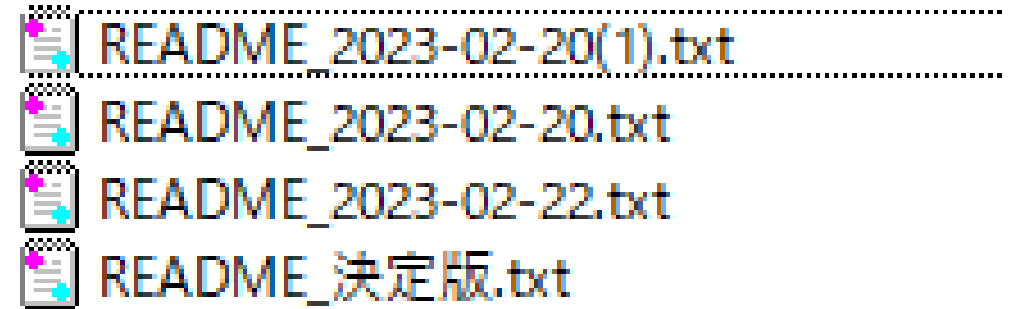 README_2023-02-20(1).txt
README_2023-02-20.txt
README_2023-02-22.txt
README_決定版.txt